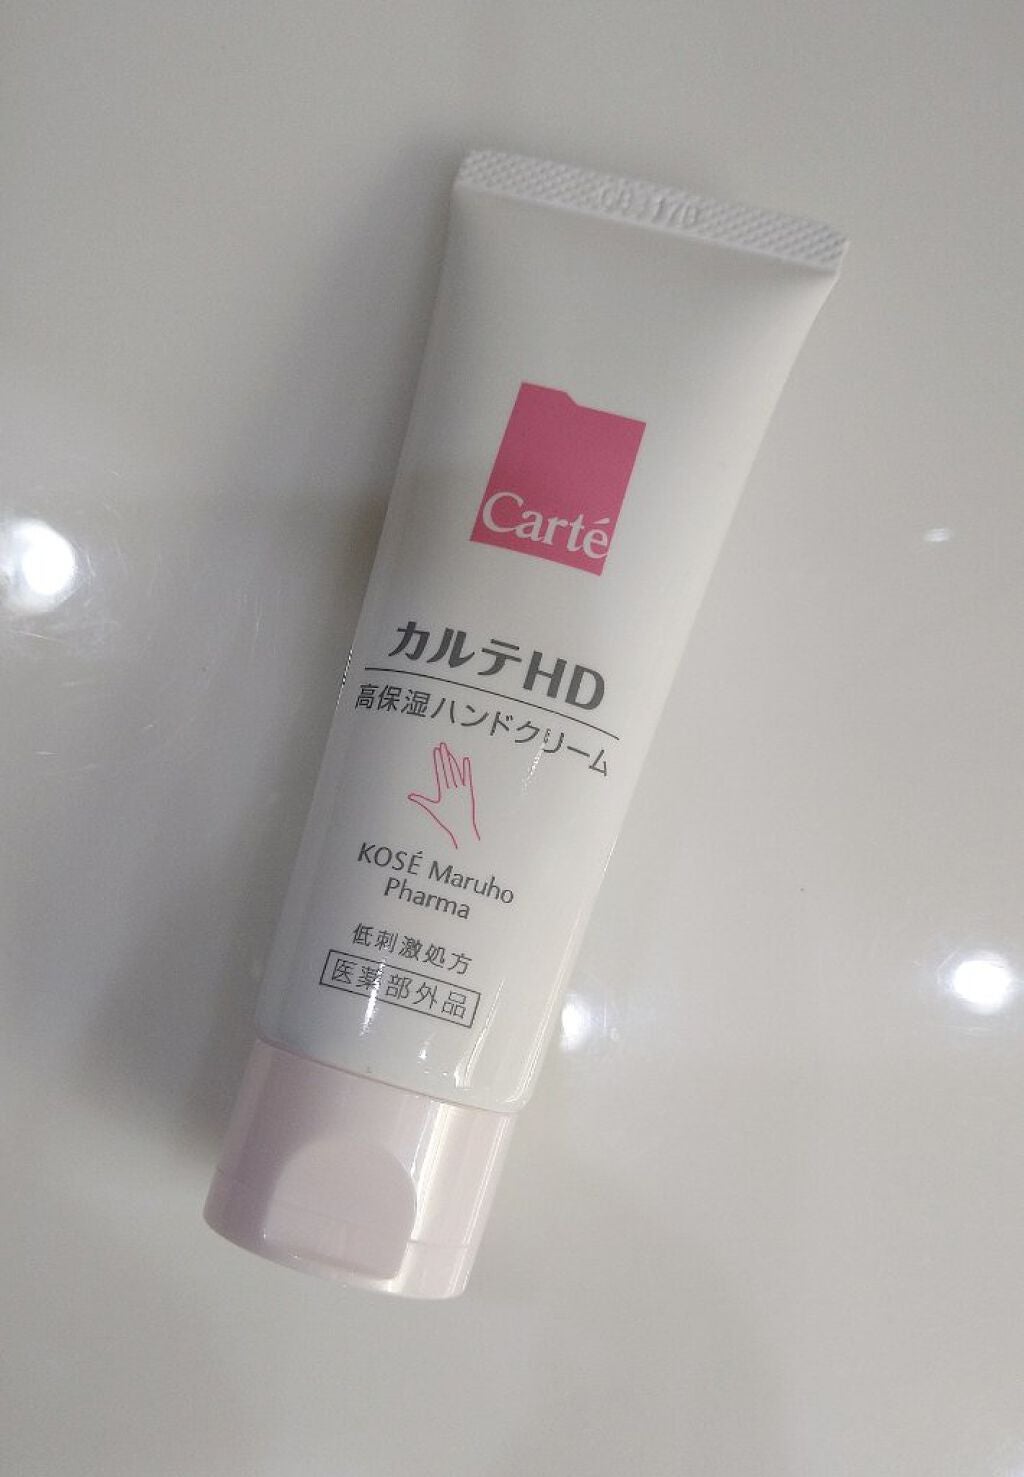 Carté
カルテHD
高保湿ハンドクリーム
KOSÉ Maruho
Pharma
低刺激処方
医薬部外品